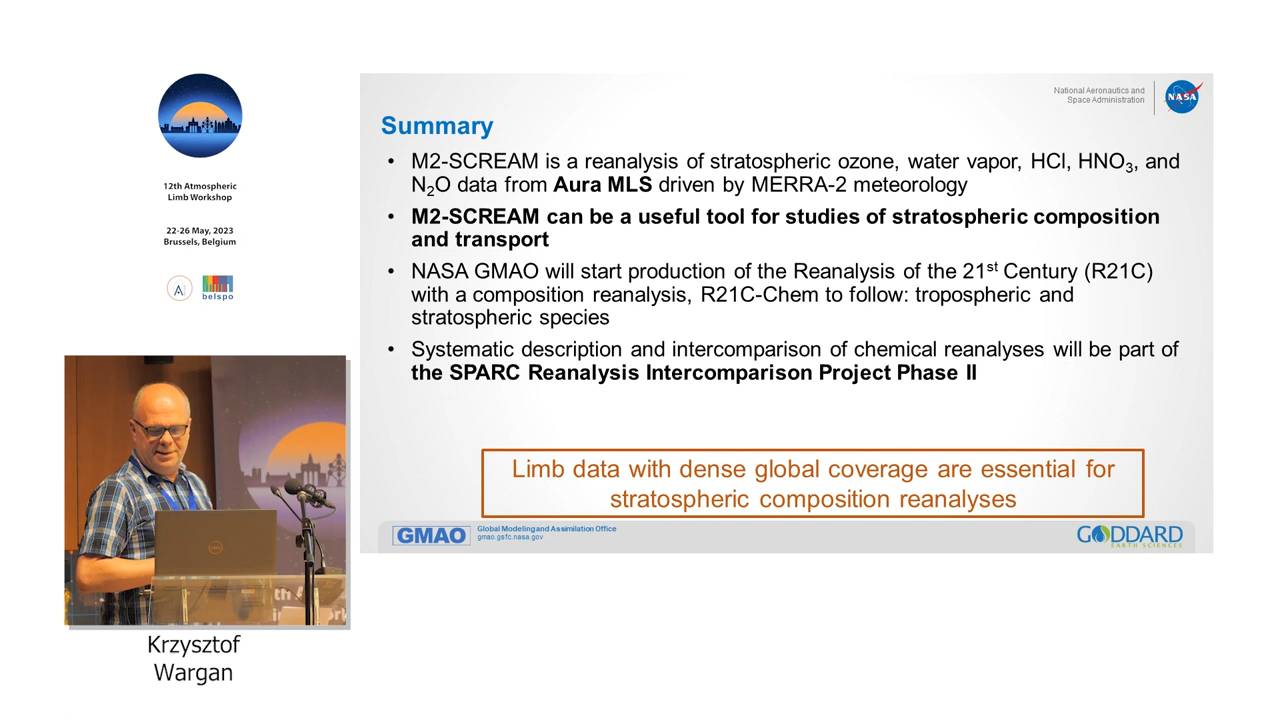 12th Atmospheric
Limb Workshop
22-26 May, 2023
Brussels, Belgium
A
belspo
National Aeronautics and
Space Administration
NASA
Summary
• M2-SCREAM is a reanalysis of stratospheric ozone, water vapor, HCl, HNO₃, and
N₂O data from Aura MLS driven by MERRA-2 meteorology
• M2-SCREAM can be a useful tool for studies of stratospheric composition
and transport
• NASA GMAO will start production of the Reanalysis of the 21ˢᵗ Century (R21C)
with a composition reanalysis, R21C-Chem to follow: tropospheric and
stratospheric species
• Systematic description and intercomparison of chemical reanalyses will be part of
the SPARC Reanalysis Intercomparison Project Phase II
Limb data with dense global coverage are essential for
stratospheric composition reanalyses
GMAO
Global Modeling and Assimilation Office
gmao.gsfc.nasa.gov
GODDARD
EARTH SCIENCES
DELL
Krzysztof
Wargan